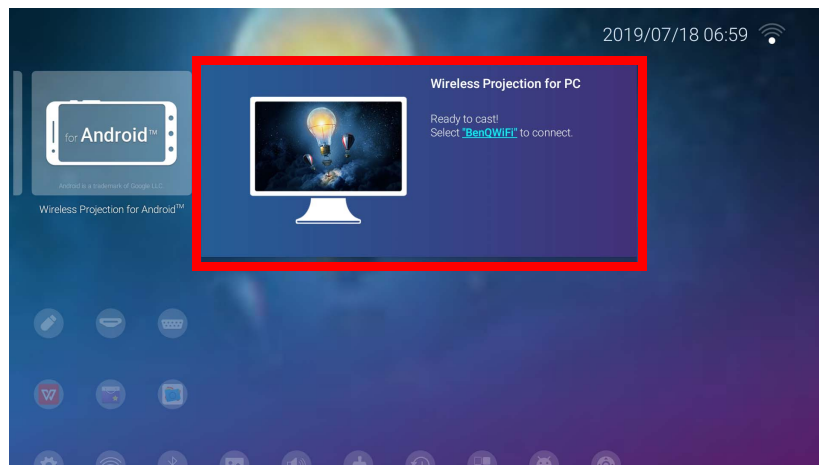 2019/07/18 06:59
for Android™
Android is a trademark of Google LLC.
Wireless Projection for Android™
Wireless Projection for PC
Ready to cast!
Select "BenQWiFi" to connect.